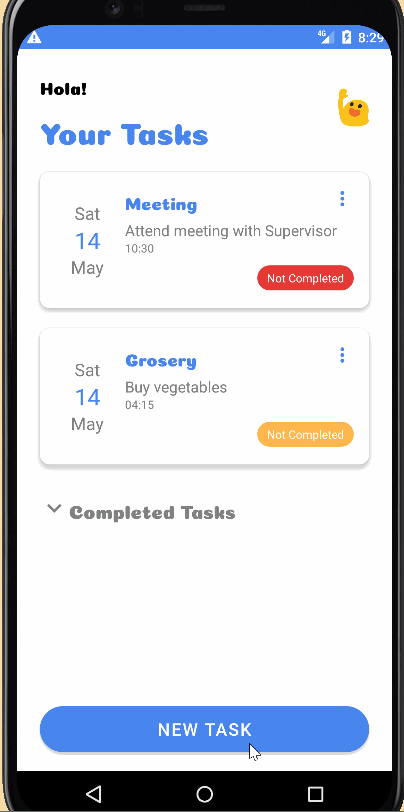 4G 8:29
Hola!
Your Tasks
Sat
14
May
Meeting
Attend meeting with Supervisor
10:30
Not Completed
Sat
14
May
Grosery
Buy vegetables
04:15
Not Completed
Completed Tasks
NEW TASK